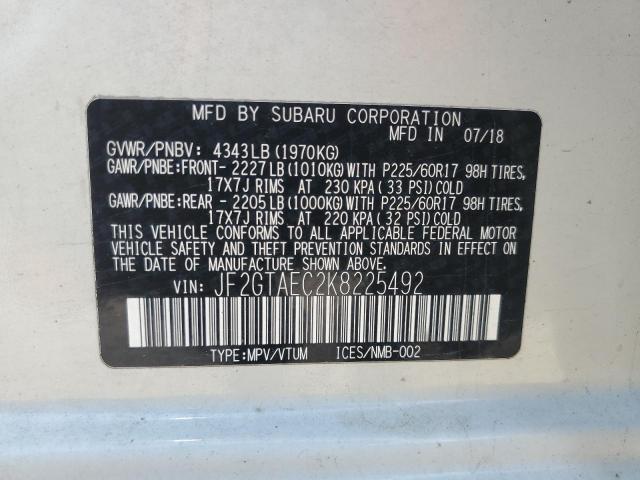 MFD BY SUBARU CORPORATION
MFD IN 07/18
GVWR/PNBV: 4343LB (1970KG)
GAWR/PNBE:FRONT- 2227LB (1010KG) WITH P225/60R17 98H TIRES,
17X7J RIMS AT 230 KPA (33 PSI) COLD
GAWR/PNBE:REAR - 2205LB (1000KG) WITH P225/60R17 98H TIRES,
17X7J RIMS AT 220 KPA (32 PSI) COLD
THIS VEHICLE CONFORMS TO ALL APPLICABLE FEDERAL MOTOR
VEHICLE SAFETY AND THEFT PREVENTION STANDARDS IN EFFECT ON
THE DATE OF MANUFACTURE SHOWN ABOVE.
VIN: JF2GTAEC2K8225492
TYPE:MPV/VTUM ICES/NMB-002